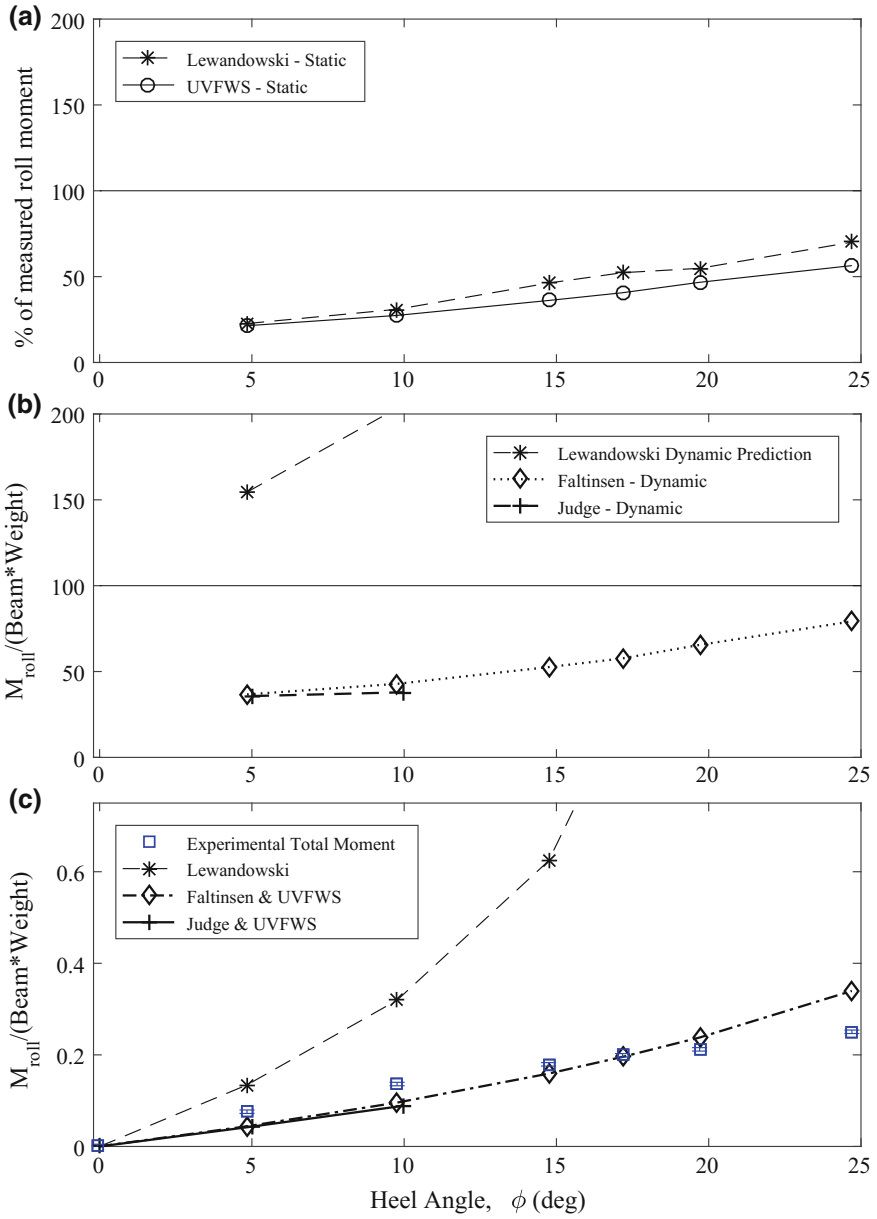 (a)
200
150
100
50
0
% of measured roll moment
Lewandowski - Static
UVFWS - Static
0 5 10 15 20 25
(b)
200
150
100
50
0
M_roll/(Beam*Weight)
Lewandowski Dynamic Prediction
Faltinsen - Dynamic
Judge - Dynamic
0 5 10 15 20 25
(c)
0.6
0.4
0.2
0
M_roll/(Beam*Weight)
Experimental Total Moment
Lewandowski
Faltinsen & UVFWS
Judge & UVFWS
0 5 10 15 20 25
Heel Angle, ϕ (deg)